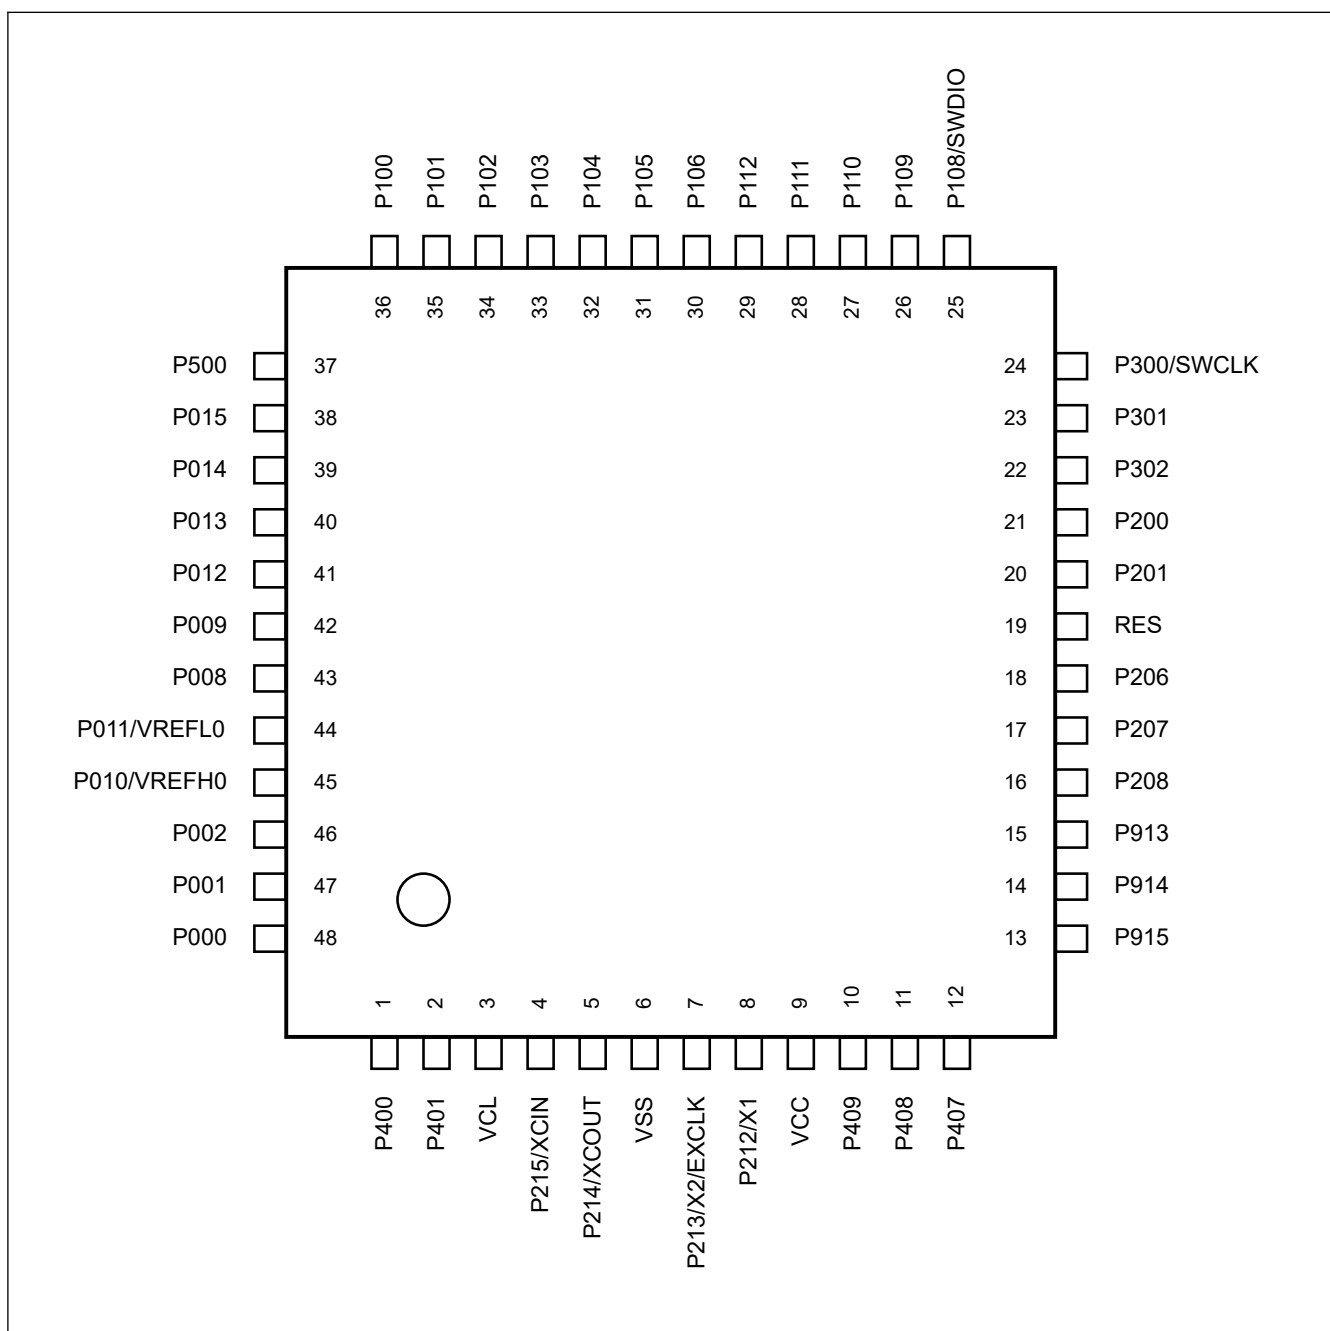 P100
P101
P102
P103
P104
P105
P106
P112
P111
P110
P109
P108/SWDIO
36
35
34
33
32
31
30
29
28
27
26
25
P500 37
P015 38
P014 39
P013 40
P012 41
P009 42
P008 43
P011/VREFL0 44
P010/VREFH0 45
P002 46
P001 47
P000 48
24 P300/SWCLK
23 P301
22 P302
21 P200
20 P201
19 RES
18 P206
17 P207
16 P208
15 P913
14 P914
13 P915
1
2
3
4
5
6
7
8
9
10
11
12
P400
P401
VCL
P215/XCIN
P214/XCOUT
VSS
P213/X2/EXCLK
P212/X1
VCC
P409
P408
P407